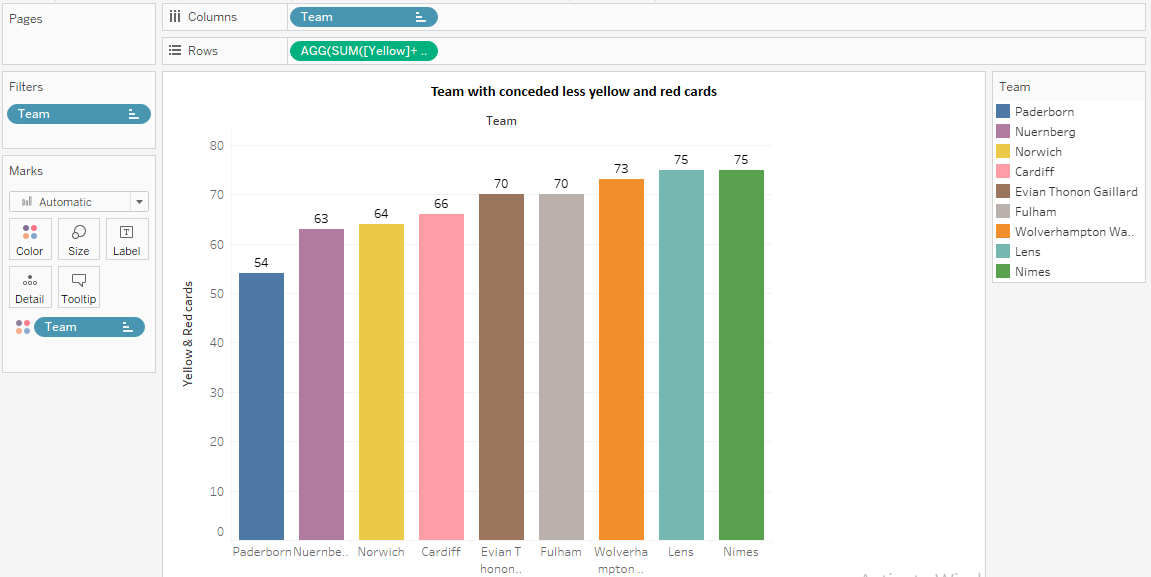 Pages
Columns
Team
Rows
AGG(SUM([Yellow]+ ..
Filters
Team
Marks
Automatic
Color
Size
Label
Detail
Tooltip
Team
Team with conceded less yellow and red cards
Team
Yellow & Red cards
80
70
60
50
40
30
20
10
0
54
63
64
66
70
70
73
75
75
Paderborn
Nuernbe..
Norwich
Cardiff
Evian T
honon..
Fulham
Wolverha
mpton ..
Lens
Nimes
Team
Paderborn
Nuernberg
Norwich
Cardiff
Evian Thonon Gaillard
Fulham
Wolverhampton Wa..
Lens
Nimes